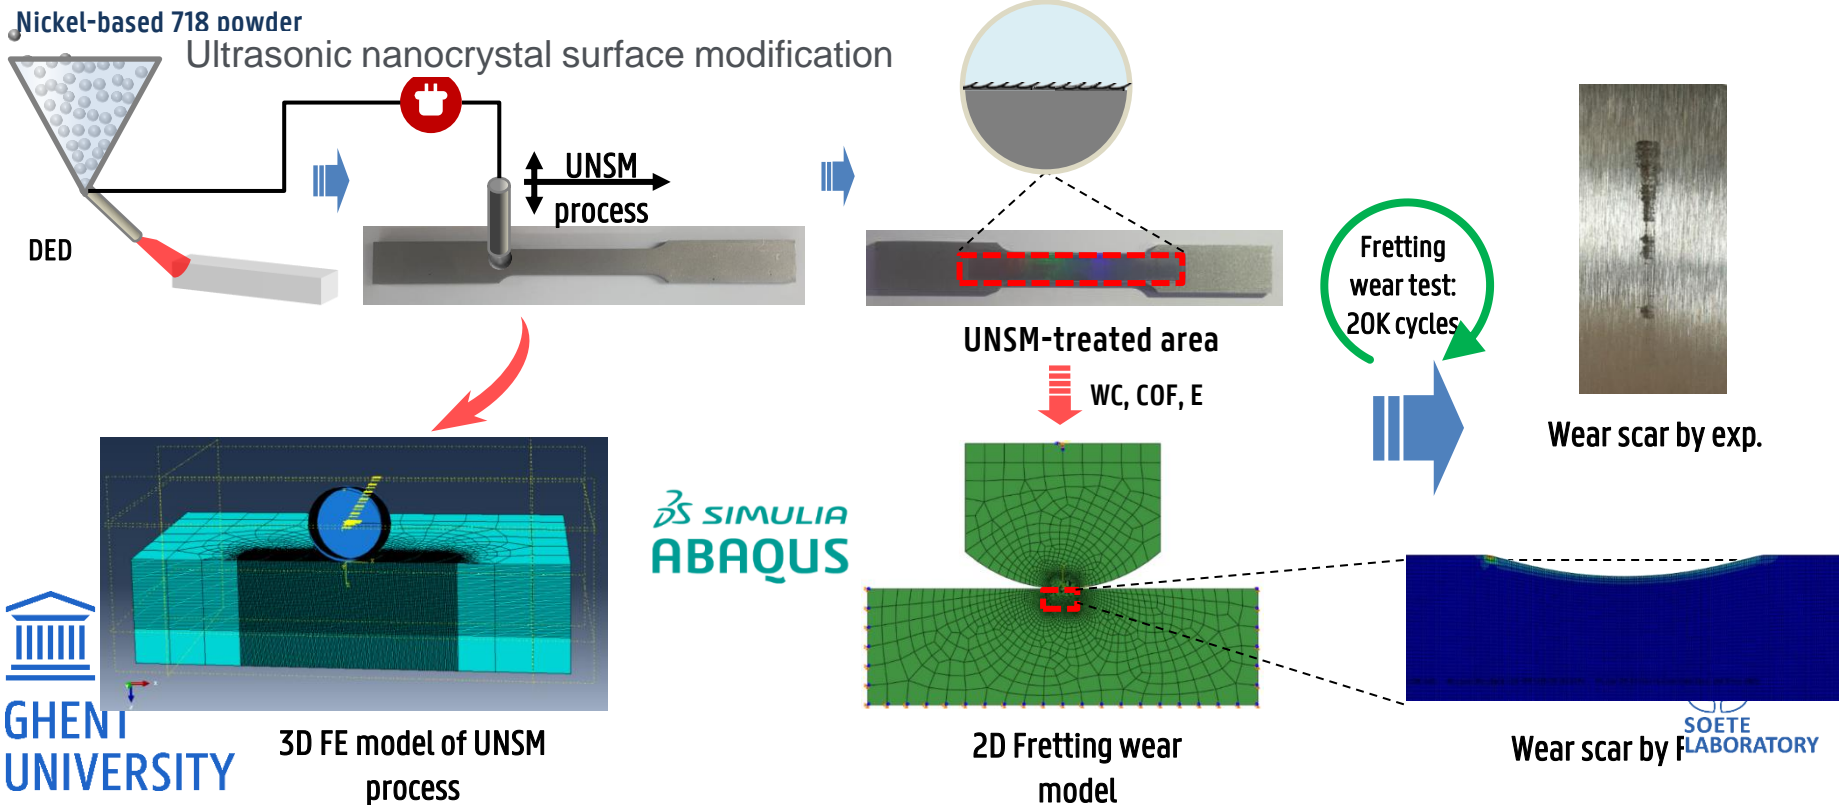 Nickel-based 718 powder
Ultrasonic nanocrystal surface modification
UNSM
process
DED
Fretting
wear test:
20K cycles
UNSM-treated area
WC, COF, E
Wear scar by exp.
SIMULIA
ABAQUS
GHENT
UNIVERSITY
3D FE model of UNSM
process
2D Fretting wear
model
Wear scar by
SOETE
LABORATORY